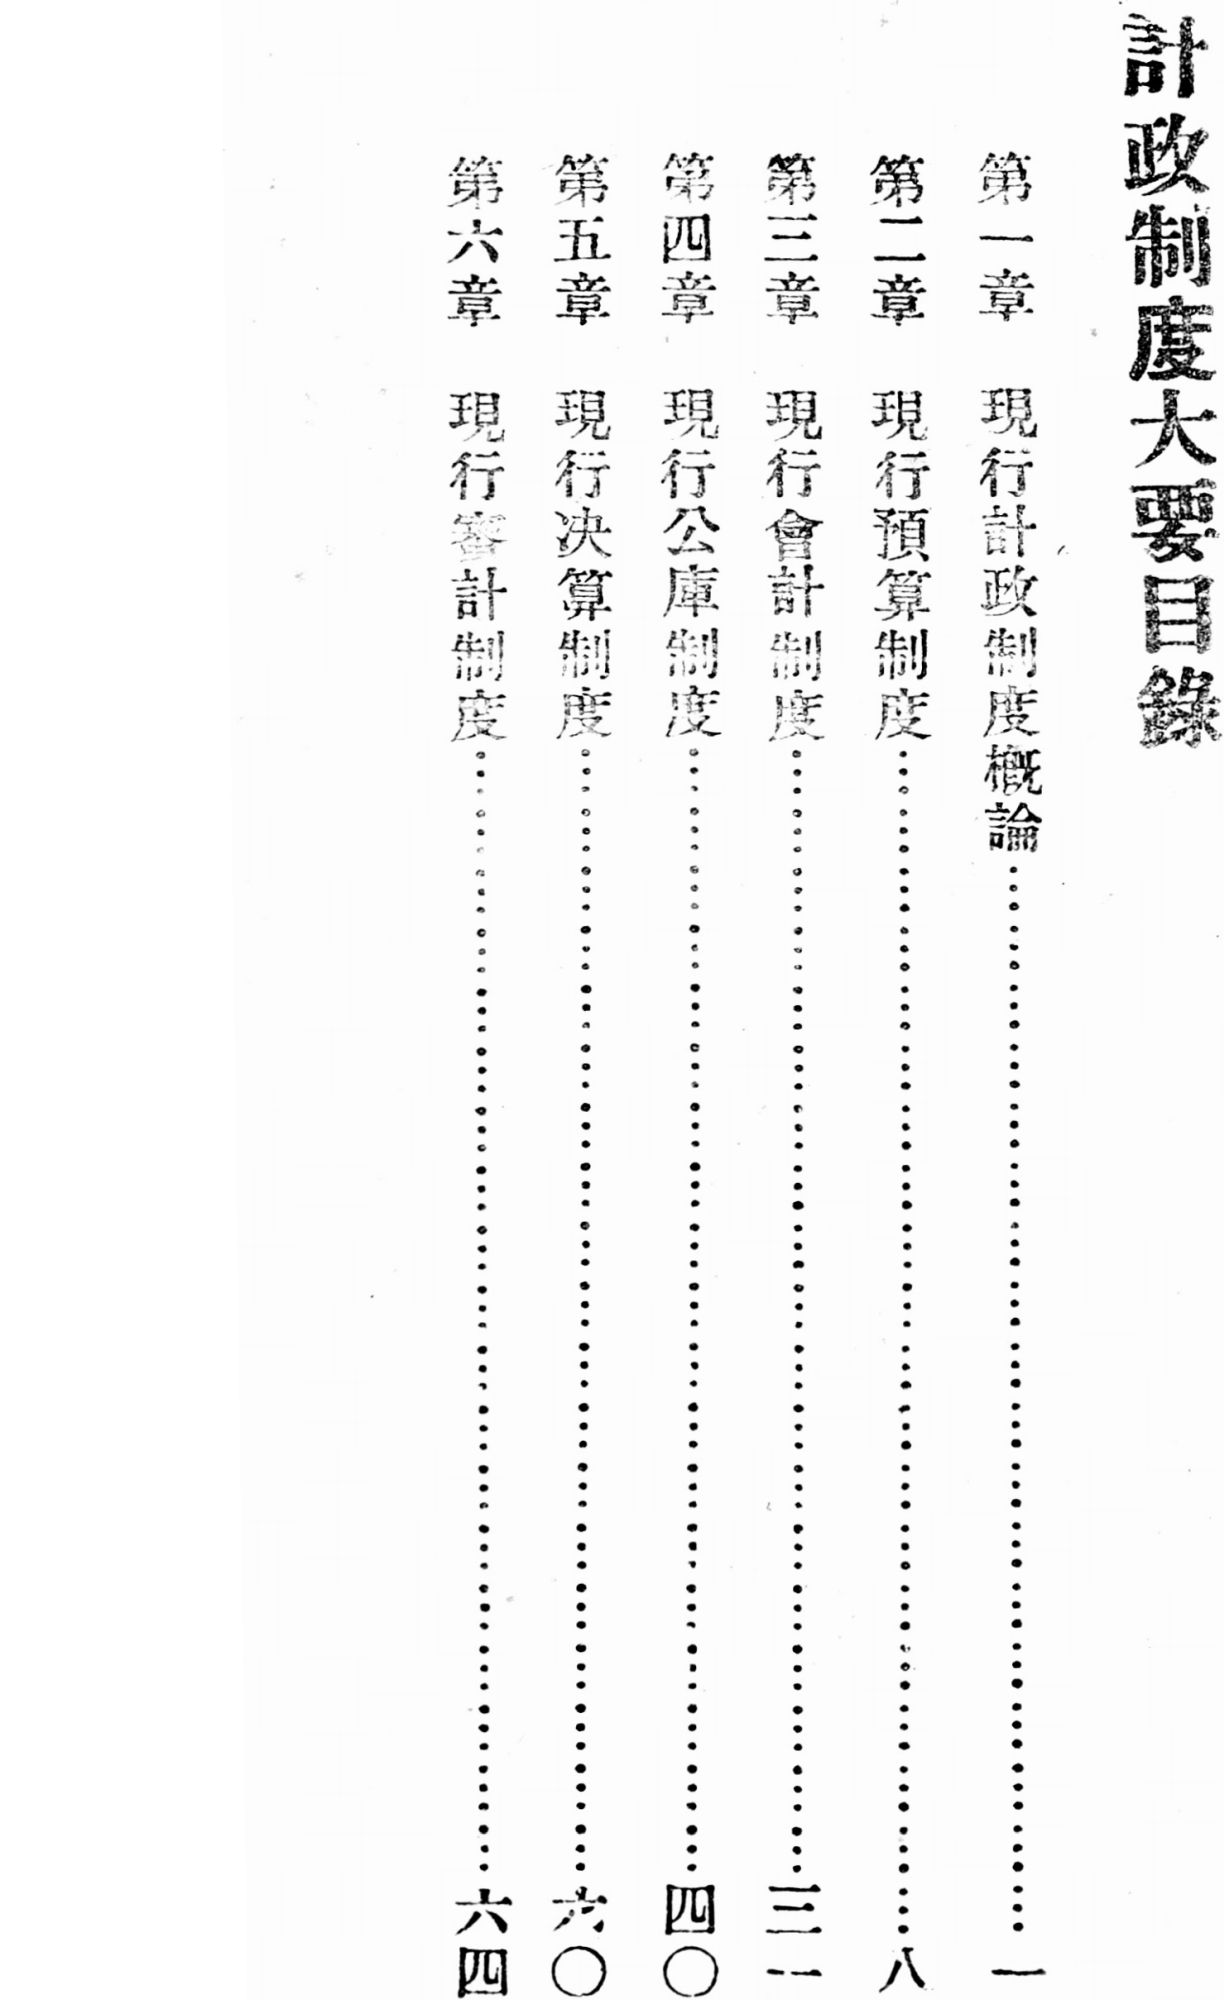 計政制度大要目錄
第一章　現行計政制度概論……一
第二章　現行預算制度……八
第三章　現行會計制度……三一
第四章　現行公庫制度……四〇
第五章　現行決算制度……六〇
第六章　現行審計制度……六四